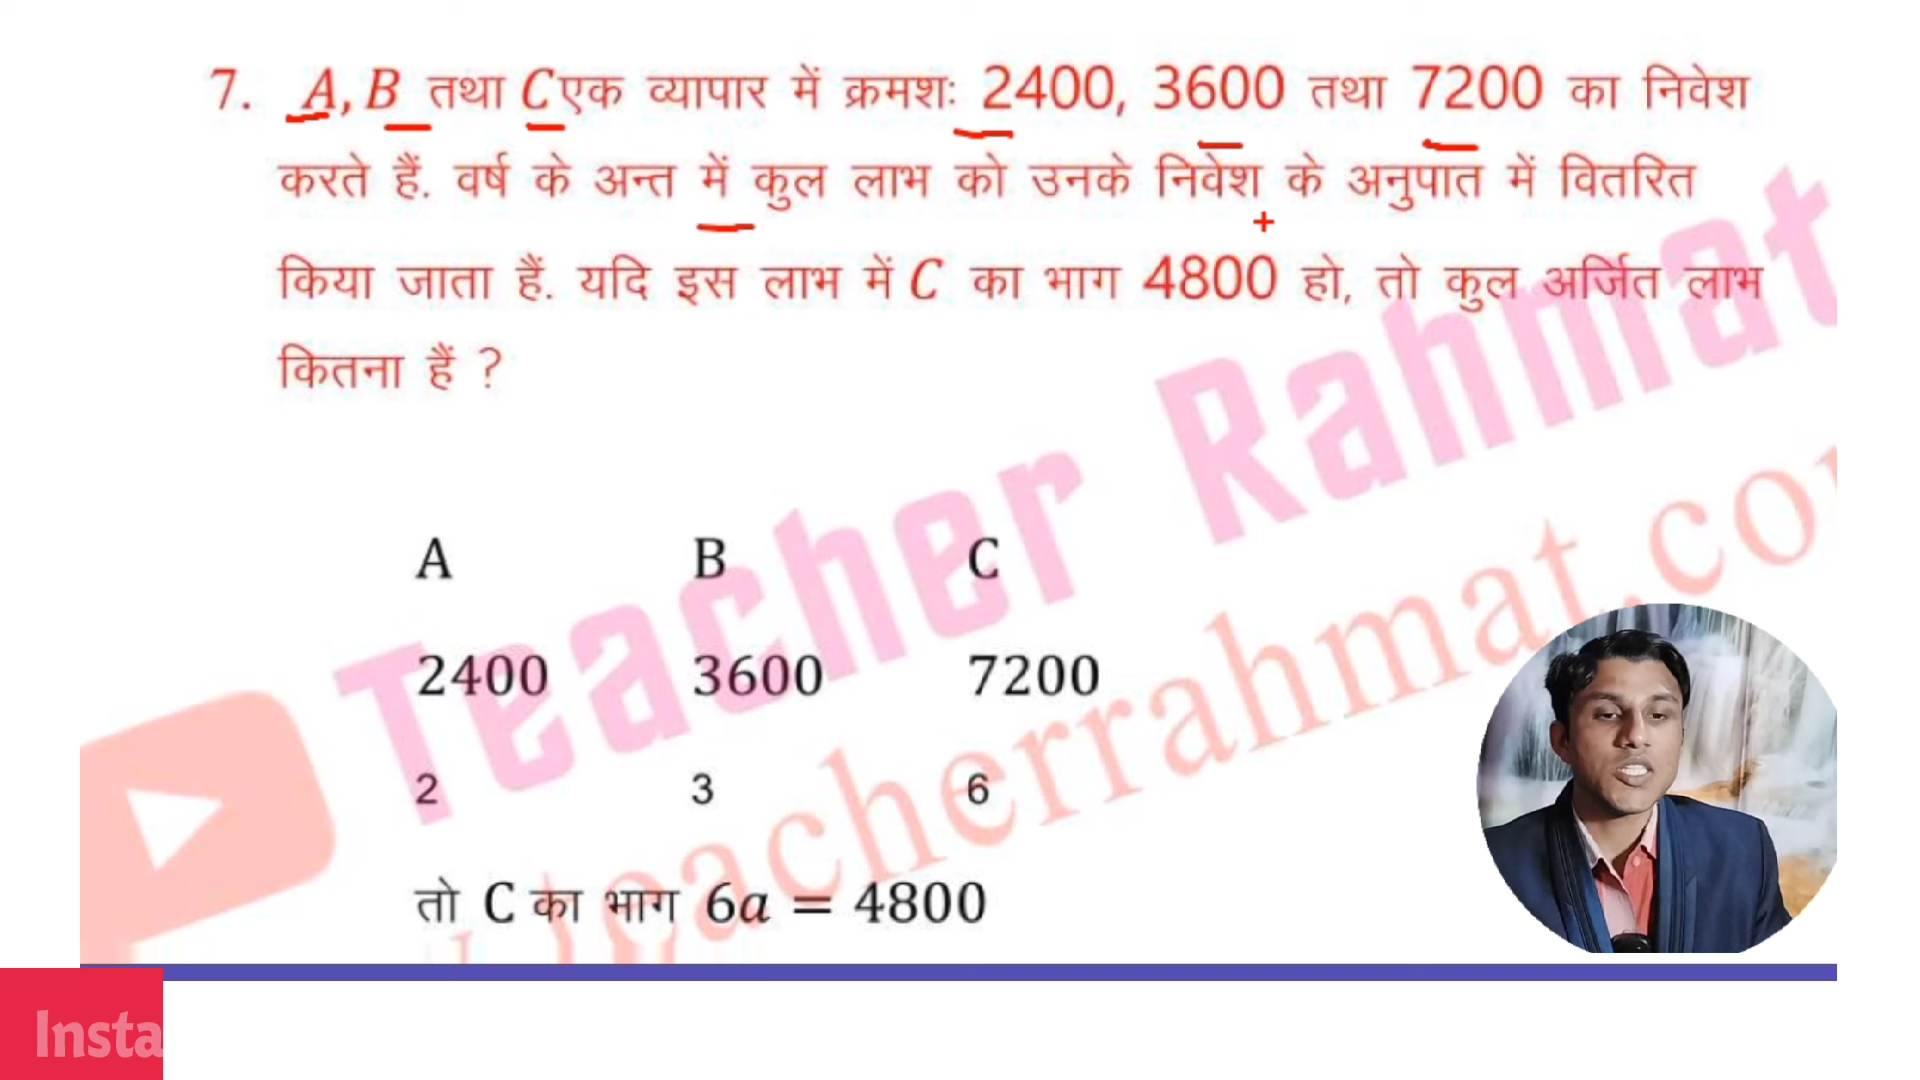 7. A, B तथा C एक व्यापार में क्रमशः 2400, 3600 तथा 7200 का निवेश
करते हैं. वर्ष के अन्त में कुल लाभ को उनके निवेश के अनुपात में वितरित
किया जाता हैं. यदि इस लाभ में C का भाग 4800 हो, तो कुल अर्जित लाभ
कितना हैं ?
Teacher Rahmat
teacherrahmat.co
A B C
2400 3600 7200
2 3 6
तो C का भाग 6a = 4800
Insta